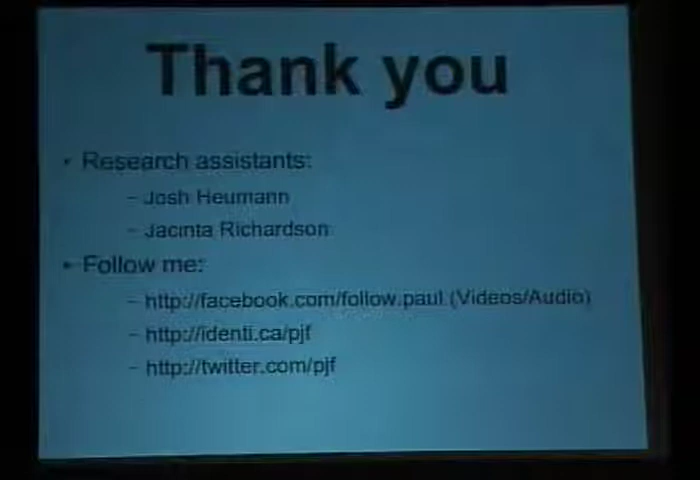 Thank you
• Research assistants:
– Josh Heumann
– Jacinta Richardson
• Follow me:
– http://facebook.com/follow.paul (Videos/Audio)
– http://identi.ca/pjf
– http://twitter.com/pjf